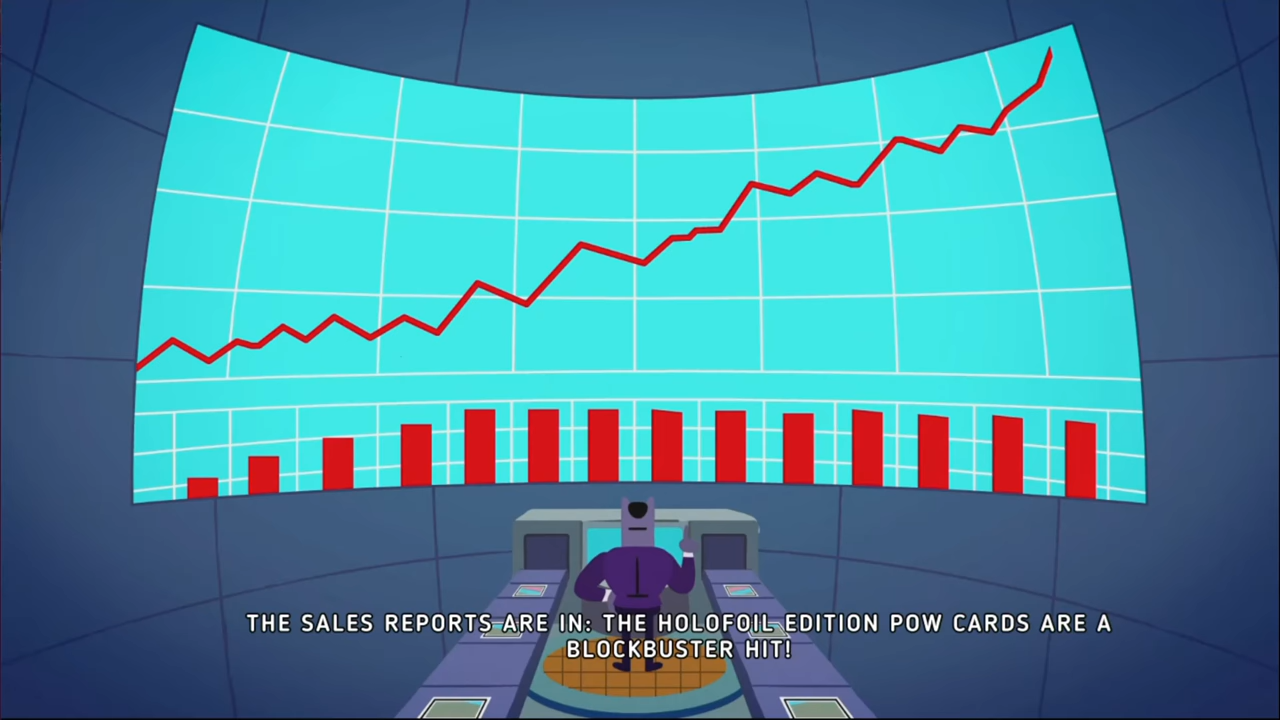 THE SALES REPORTS ARE IN: THE HOLOFOIL EDITION POW CARDS ARE A
BLOCKBUSTER HIT!